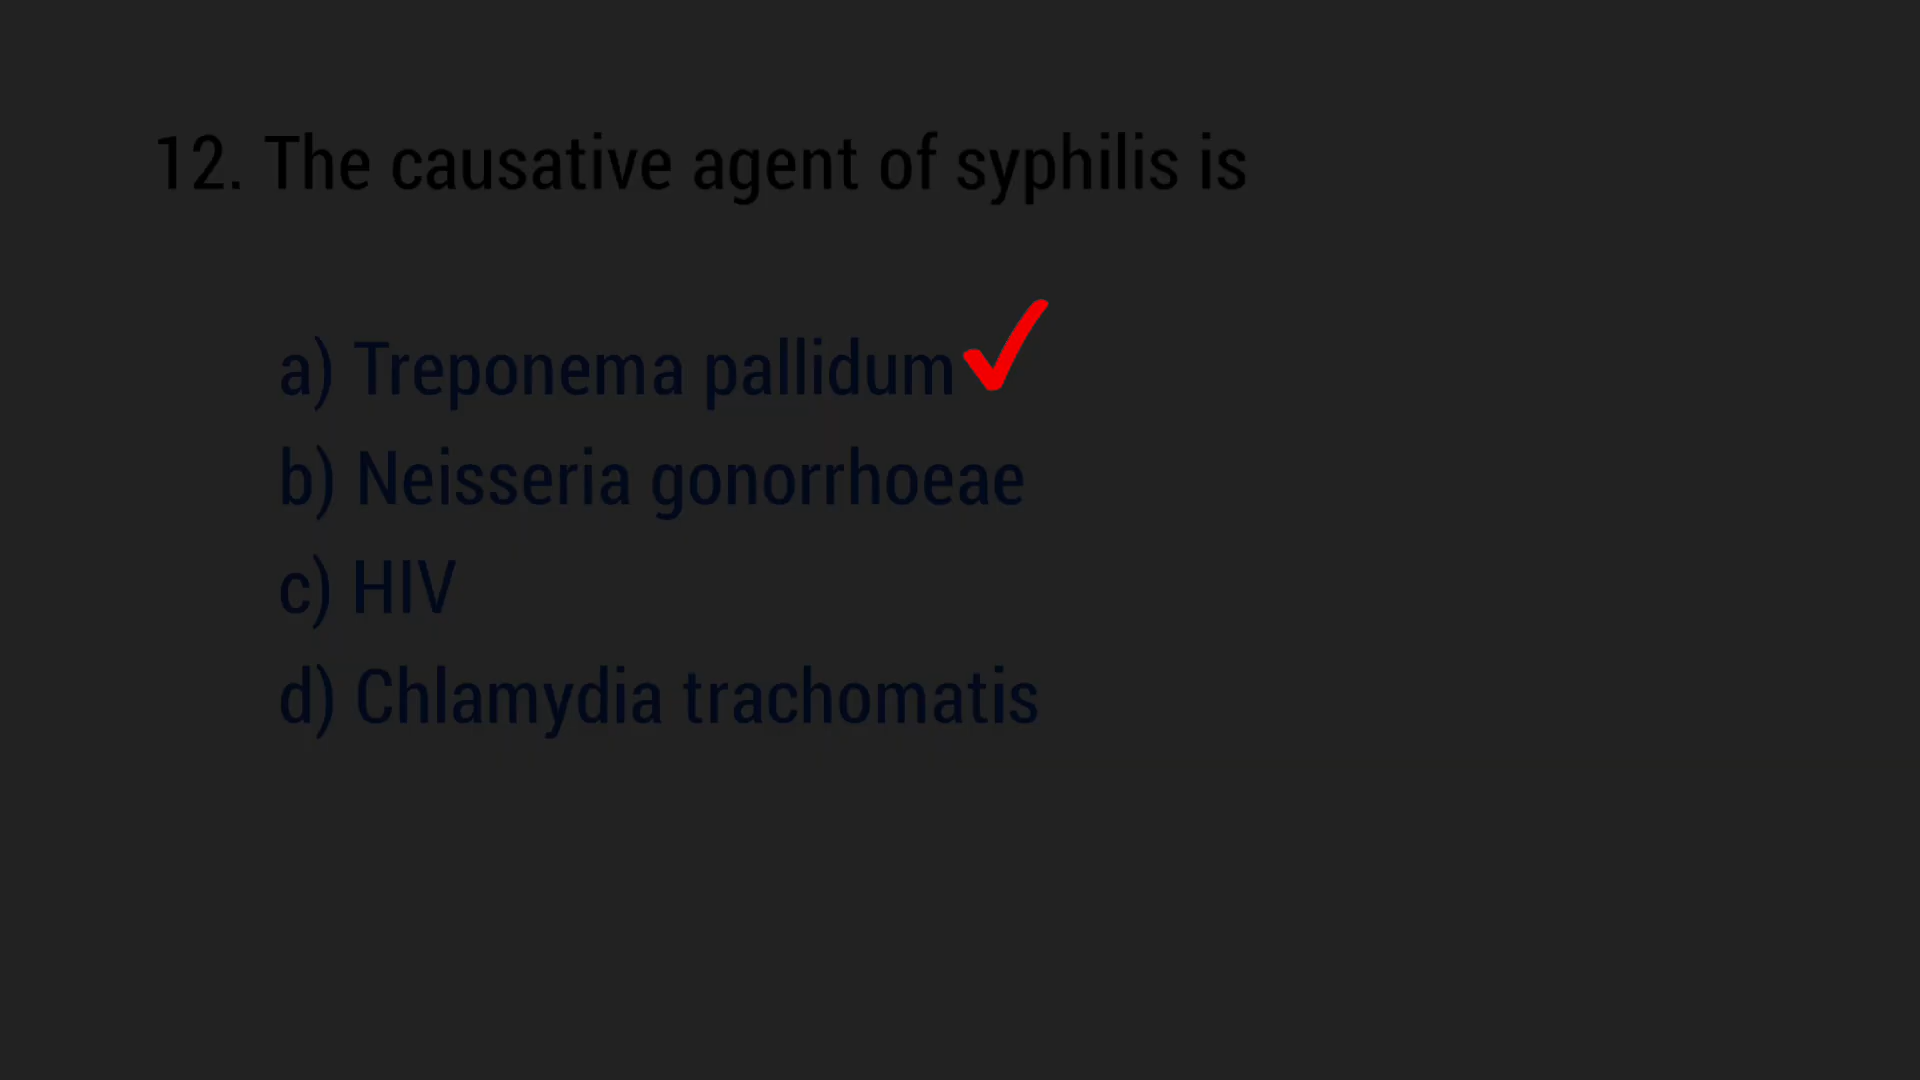 12. The causative agent of syphilis is
a) Treponema pallidum
b) Neisseria gonorrhoeae
c) HIV
d) Chlamydia trachomatis